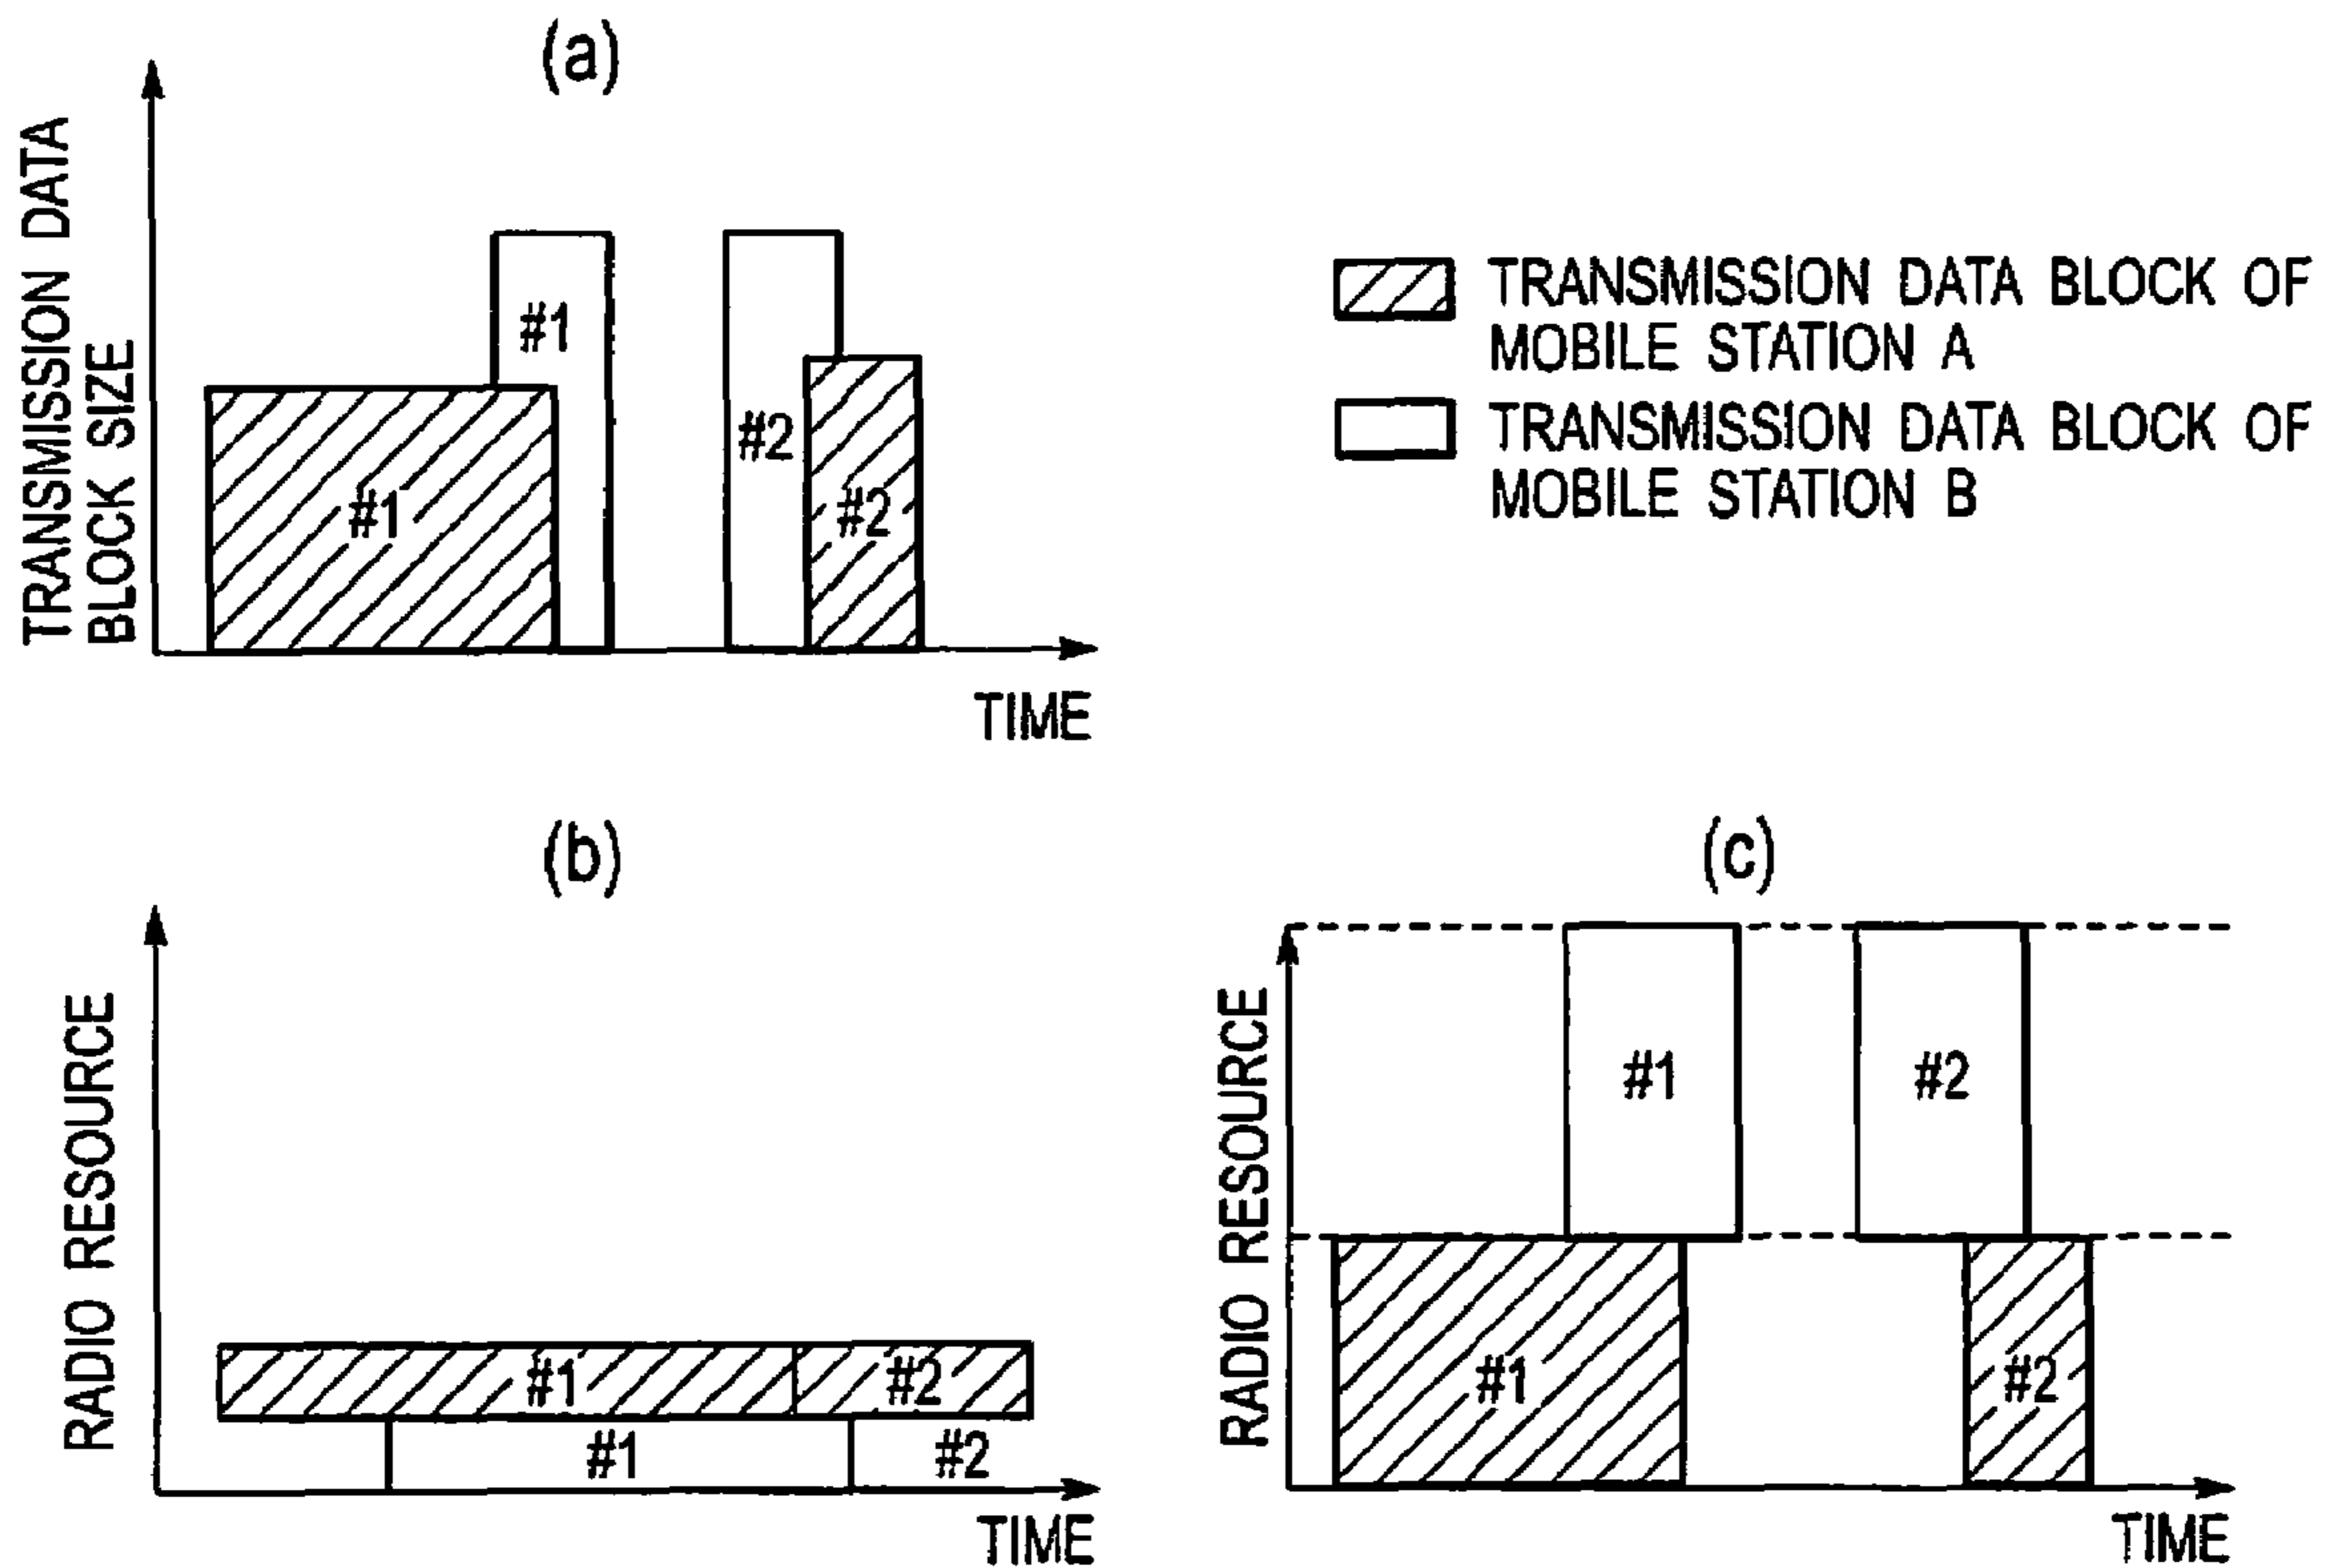 (a)
TRANSMISSION DATA
BLOCK SIZE
#1
#1
#2
#2
TIME
TRANSMISSION DATA BLOCK OF
MOBILE STATION A
TRANSMISSION DATA BLOCK OF
MOBILE STATION B
(b)
RADIO RESOURCE
#1
#2
#1
#2
TIME
(c)
RADIO RESOURCE
#1
#2
#1
#2
TIME